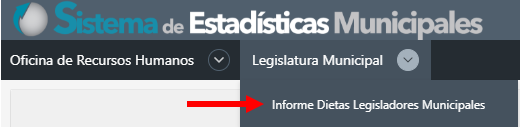 Sistema de Estadísticas Municipales
Oficina de Recursos Humanos Legislatura Municipal
Informe Dietas Legisladores Municipales